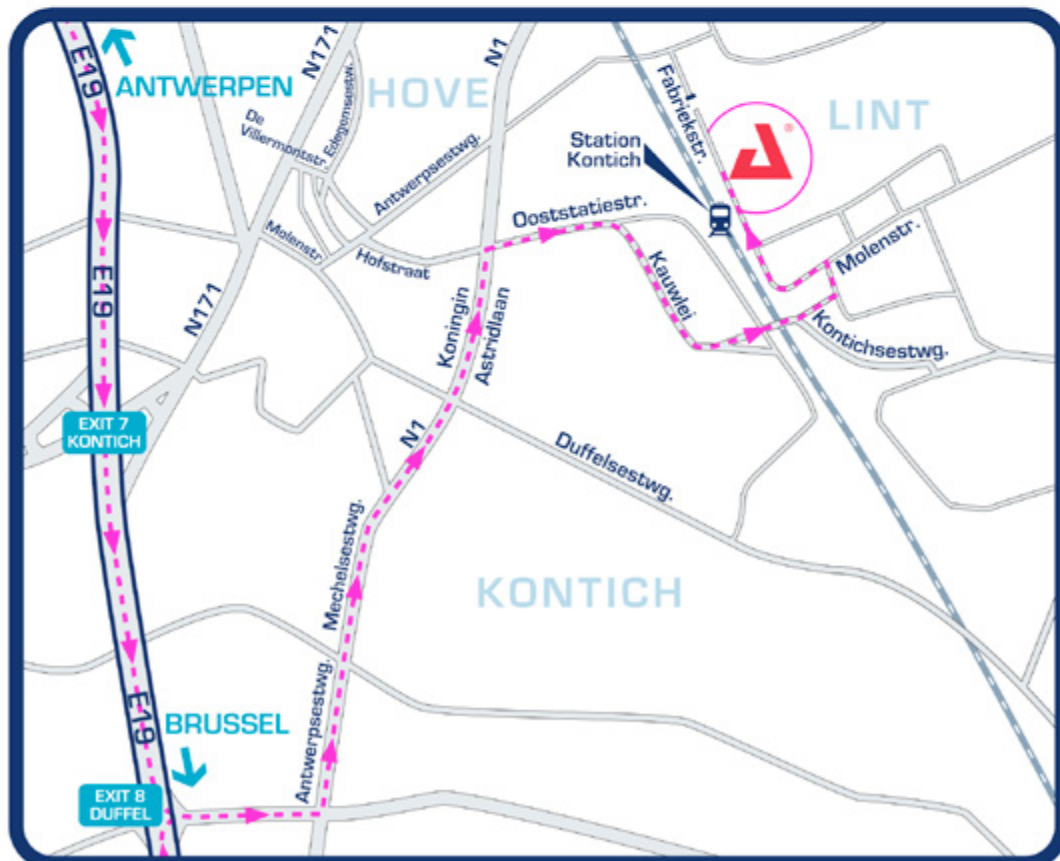 E19
ANTWERPEN
N171
N1
HOVE
De
Villermontstr.
Edegemsestw.
Antwerpsestwg.
Fabriekstr.
LINT
®
Station
Kontich
Ooststatiestr.
Molenstr.
Hofstraat
Molenstr.
E19
N171
Koningin
Astridlaan
Kauwlei
Kontichsestwg.
EXIT 7
KONTICH
N1
Duffelsestwg.
Mechelsestwg.
KONTICH
E19
BRUSSEL
Antwerpsestwg.
EXIT 8
DUFFEL